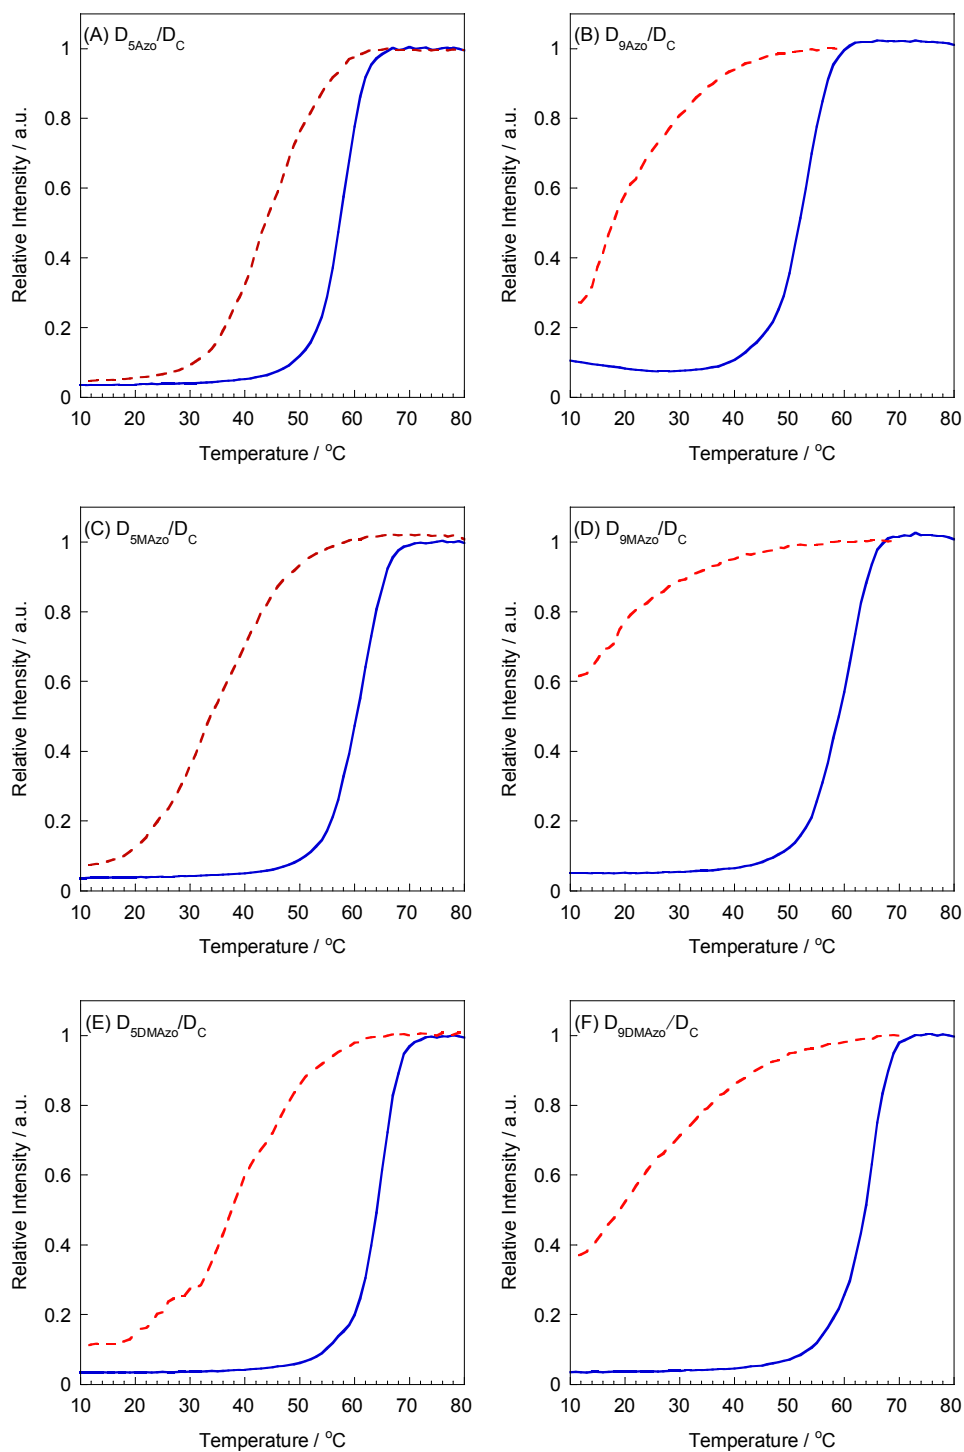 (A) D5Azo/DC
Relative Intensity / a.u.
1
0.8
0.6
0.4
0.2
0
10 20 30 40 50 60 70 80
Temperature / oC
(B) D9Azo/DC
Relative Intensity / a.u.
1
0.8
0.6
0.4
0.2
0
10 20 30 40 50 60 70 80
Temperature / oC
(C) D5MAzo/DC
Relative Intensity / a.u.
1
0.8
0.6
0.4
0.2
0
10 20 30 40 50 60 70 80
Temperature / oC
(D) D9MAzo/DC
Relative Intensity / a.u.
1
0.8
0.6
0.4
0.2
0
10 20 30 40 50 60 70 80
Temperature / oC
(E) D5DMAzo/DC
Relative Intensity / a.u.
1
0.8
0.6
0.4
0.2
0
10 20 30 40 50 60 70 80
Temperature / oC
(F) D9DMAzo/DC
Relative Intensity / a.u.
1
0.8
0.6
0.4
0.2
0
10 20 30 40 50 60 70 80
Temperature / oC